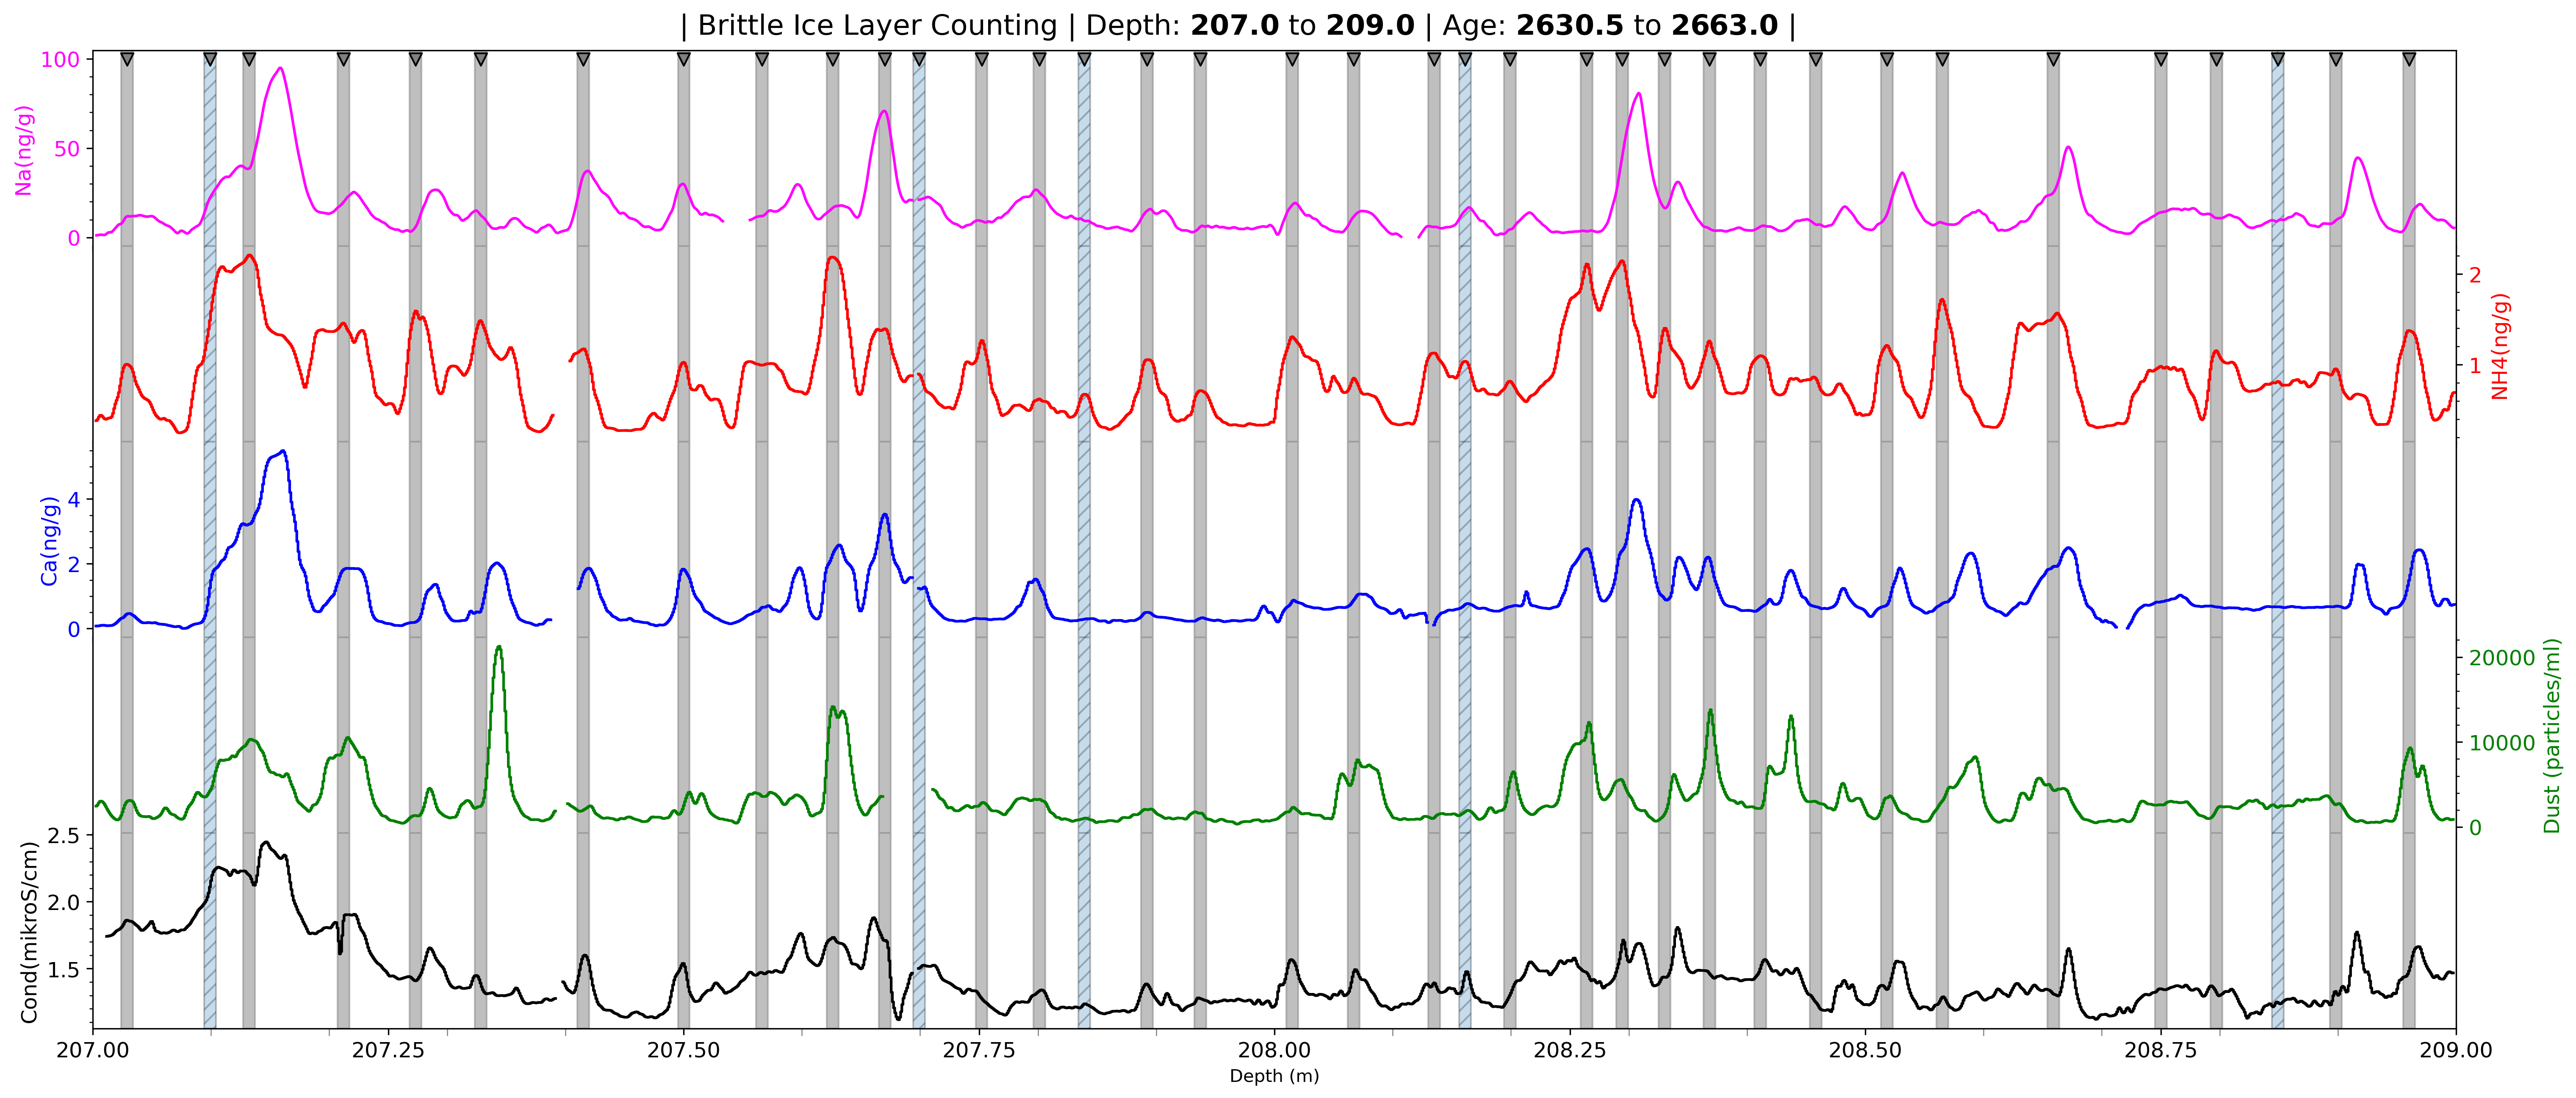 | Brittle Ice Layer Counting | Depth: 207.0 to 209.0 | Age: 2630.5 to 2663.0 |
100
50
0
Na(ng/g)
2
1
NH4(ng/g)
4
2
0
Ca(ng/g)
20000
10000
0
Dust (particles/ml)
2.5
2.0
1.5
Cond(mikroS/cm)
207.00 207.25 207.50 207.75 208.00 208.25 208.50 208.75 209.00
Depth (m)